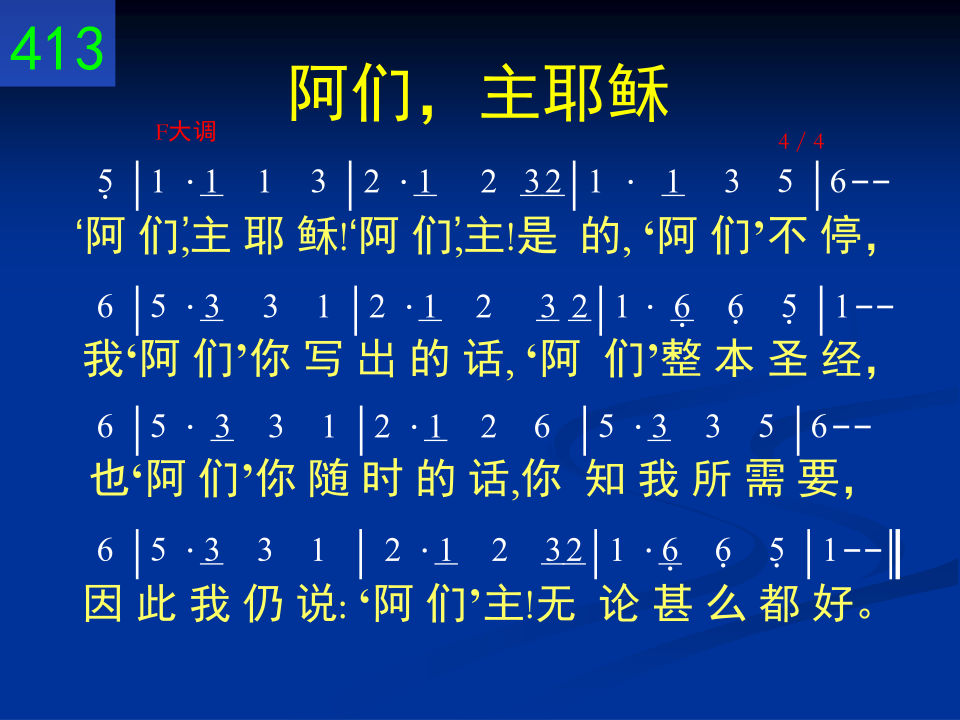 413
阿们，主耶稣
F大调
4／4
5̣│1 · 1̲ 1 3│2 · 1̲ 2 3̲2̲│1 · 1̲ 3 5│6--
‘阿 们’,主 耶 稣!‘阿 们’,主!是 的, ‘阿 们’不 停，
6│5 · 3̲ 3 1│2 · 1̲ 2 3̲ 2̲│1 · 6̲̣ 6̣ 5̣│1--
我‘阿 们’你 写 出 的 话, ‘阿 们’整 本 圣 经，
6│5 · 3̲ 3 1│2 · 1̲ 2 6│5 · 3̲ 3 5│6--
也‘阿 们’你 随 时 的 话,你 知 我 所 需 要，
6│5 · 3̲ 3 1│2 · 1̲ 2 3̲2̲│1 · 6̲̣ 6̣ 5̣│1--‖
因 此 我 仍 说: ‘阿 们’主!无 论 甚 么 都 好。